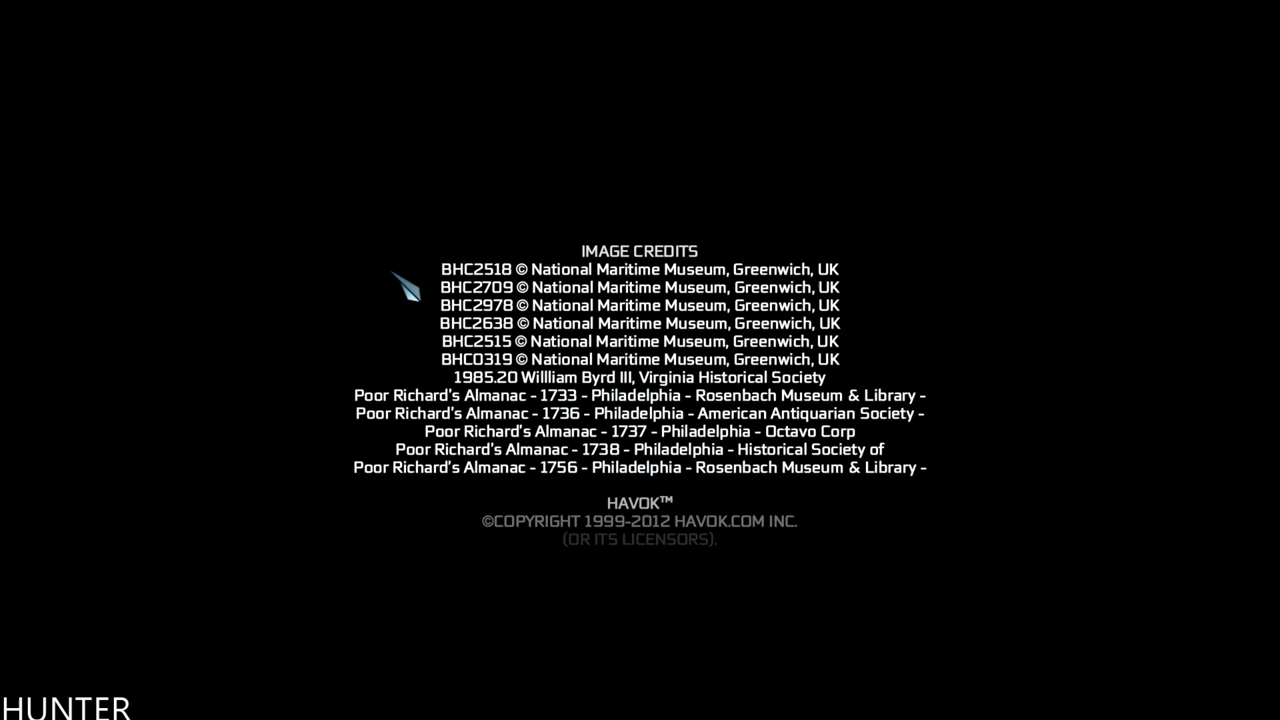 IMAGE CREDITS
BHC2518 © National Maritime Museum, Greenwich, UK
BHC2709 © National Maritime Museum, Greenwich, UK
BHC2978 © National Maritime Museum, Greenwich, UK
BHC2638 © National Maritime Museum, Greenwich, UK
BHC2515 © National Maritime Museum, Greenwich, UK
BHC0319 © National Maritime Museum, Greenwich, UK
1985.20 Willliam Byrd III, Virginia Historical Society
Poor Richard's Almanac - 1733 - Philadelphia - Rosenbach Museum & Library -
Poor Richard's Almanac - 1736 - Philadelphia - American Antiquarian Society -
Poor Richard's Almanac - 1737 - Philadelphia - Octavo Corp
Poor Richard's Almanac - 1738 - Philadelphia - Historical Society of
Poor Richard's Almanac - 1756 - Philadelphia - Rosenbach Museum & Library -
HAVOK™
©COPYRIGHT 1999-2012 HAVOK.COM INC.
(OR ITS LICENSORS).
HUNTER